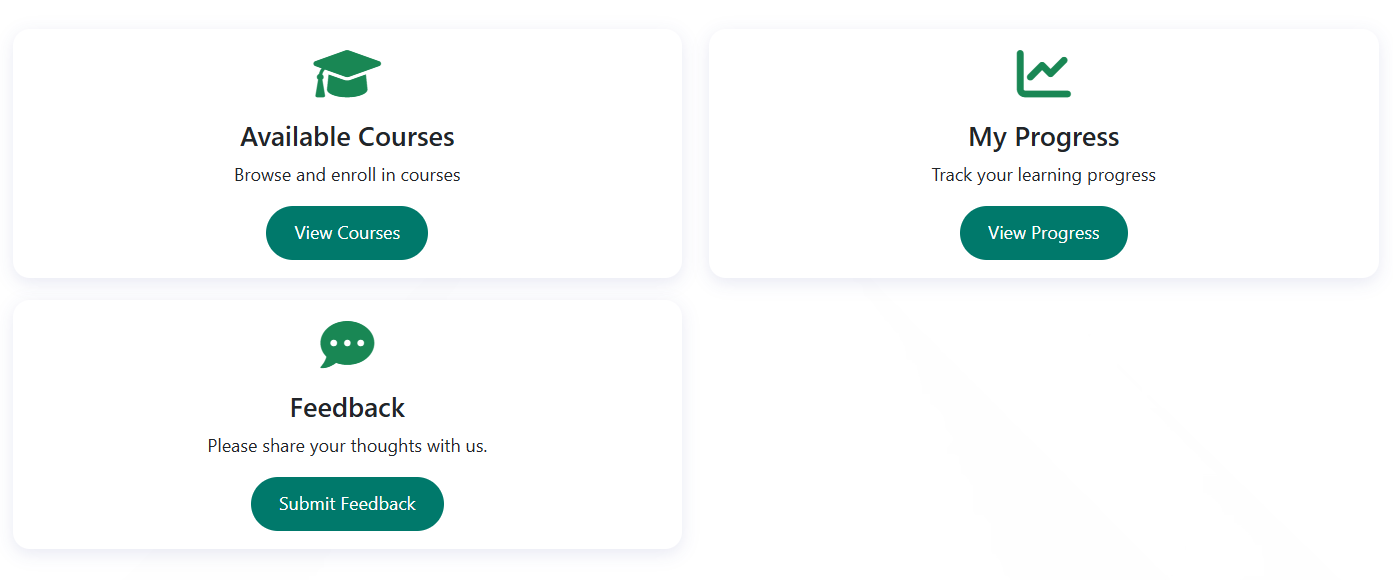 Available Courses
Browse and enroll in courses
View Courses
My Progress
Track your learning progress
View Progress
Feedback
Please share your thoughts with us.
Submit Feedback